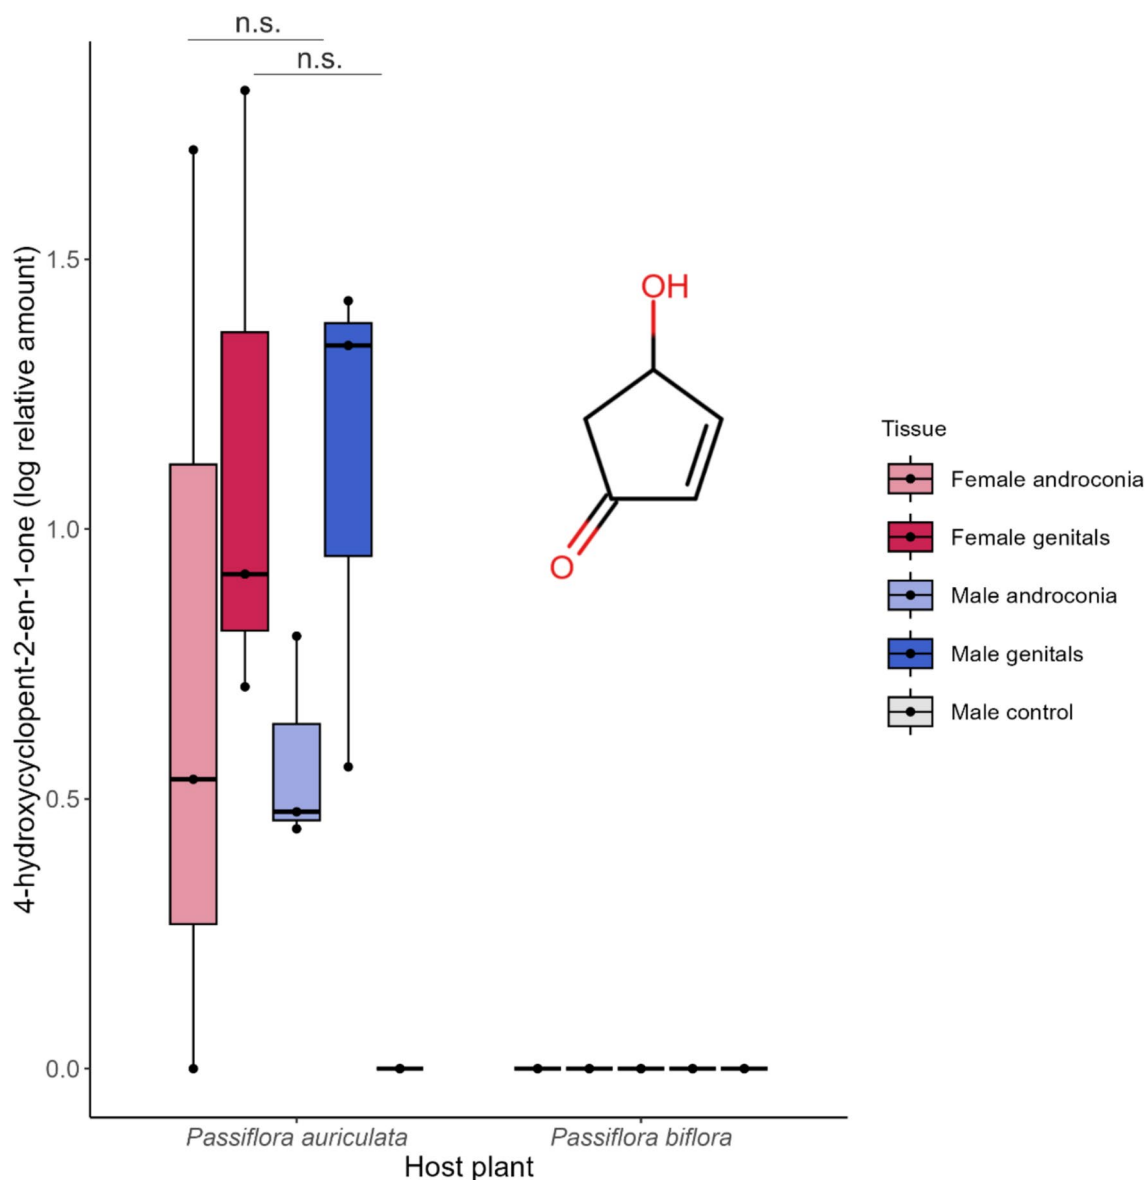 n.s.
n.s.
4-hydroxycyclopent-2-en-1-one (log relative amount)
1.5
1.0
0.5
0.0
OH
O
Tissue
Female androconia
Female genitals
Male androconia
Male genitals
Male control
Passiflora auriculata
Passiflora biflora
Host plant